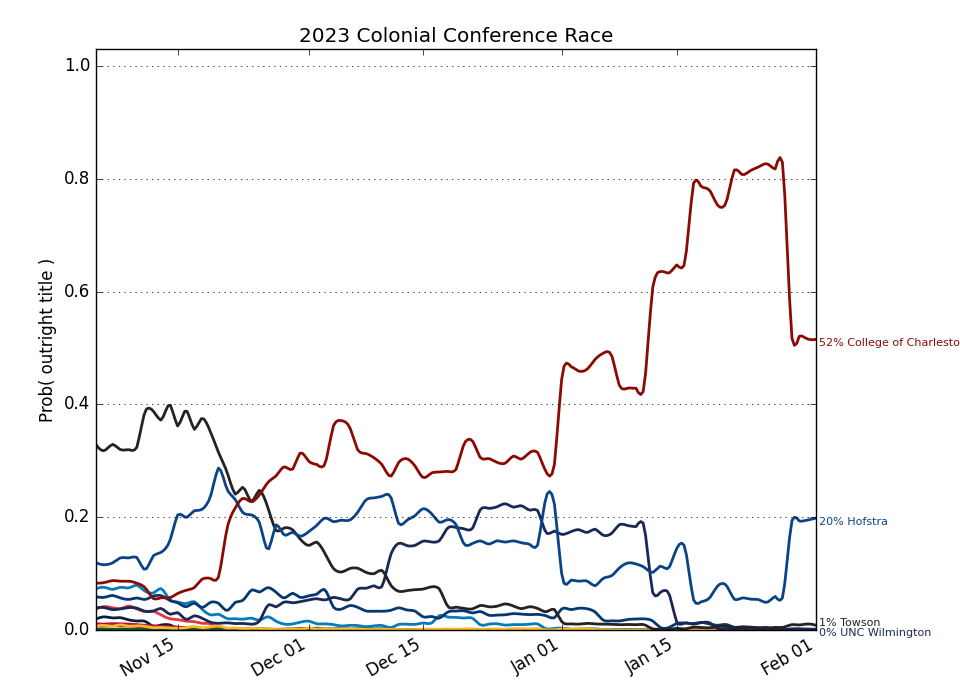 2023 Colonial Conference Race
Prob( outright title )
1.0
0.8
0.6
0.4
0.2
0.0
52% College of Charlesto
20% Hofstra
1% Towson
0% UNC Wilmington
Nov 15
Dec 01
Dec 15
Jan 01
Jan 15
Feb 01